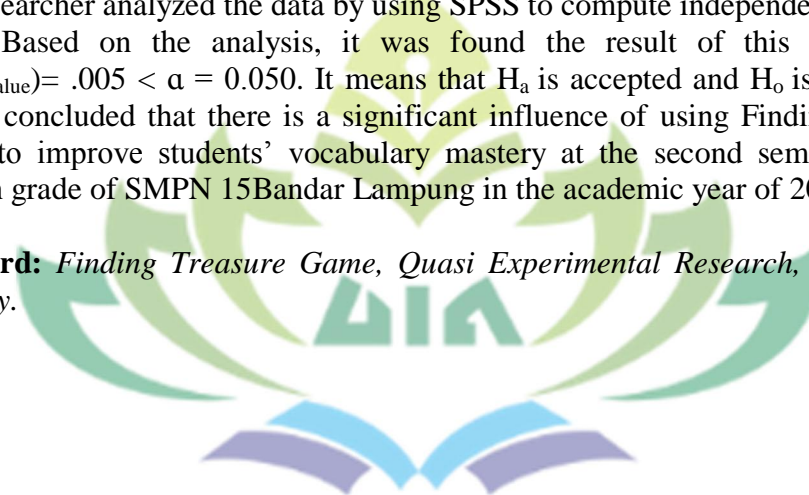 searcher analyzed the data by using SPSS to compute independe
Based on the analysis, it was found the result of this
alue)= .005 < α = 0.050. It means that Ha is accepted and Ho is
concluded that there is a significant influence of using Findin
to improve students’ vocabulary mastery at the second sem
grade of SMPN 15Bandar Lampung in the academic year of 20
rd: Finding Treasure Game, Quasi Experimental Research,
y.
UIN